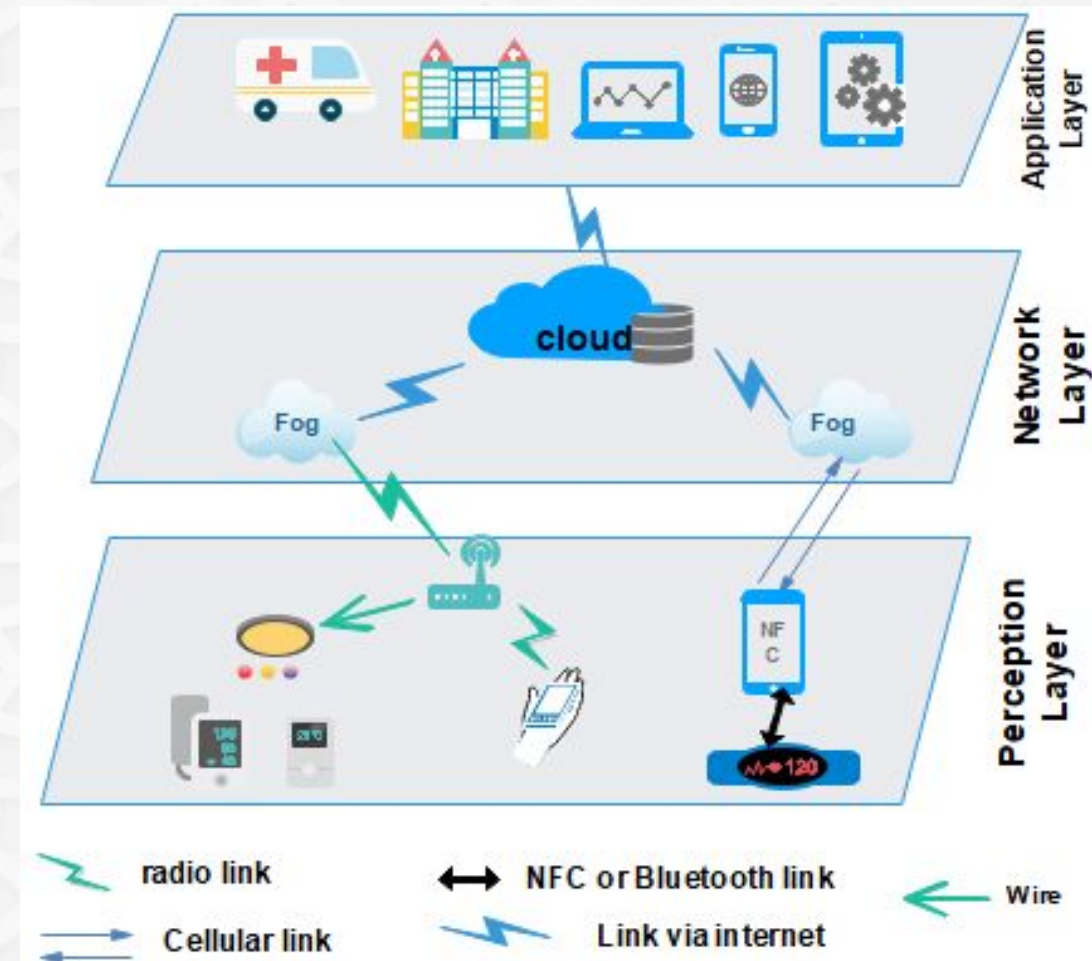 Application
Layer
cloud
Fog
Fog
Network
Layer
NF
C
120
Perception
Layer
radio link
NFC or Bluetooth link
Wire
Cellular link
Link via internet